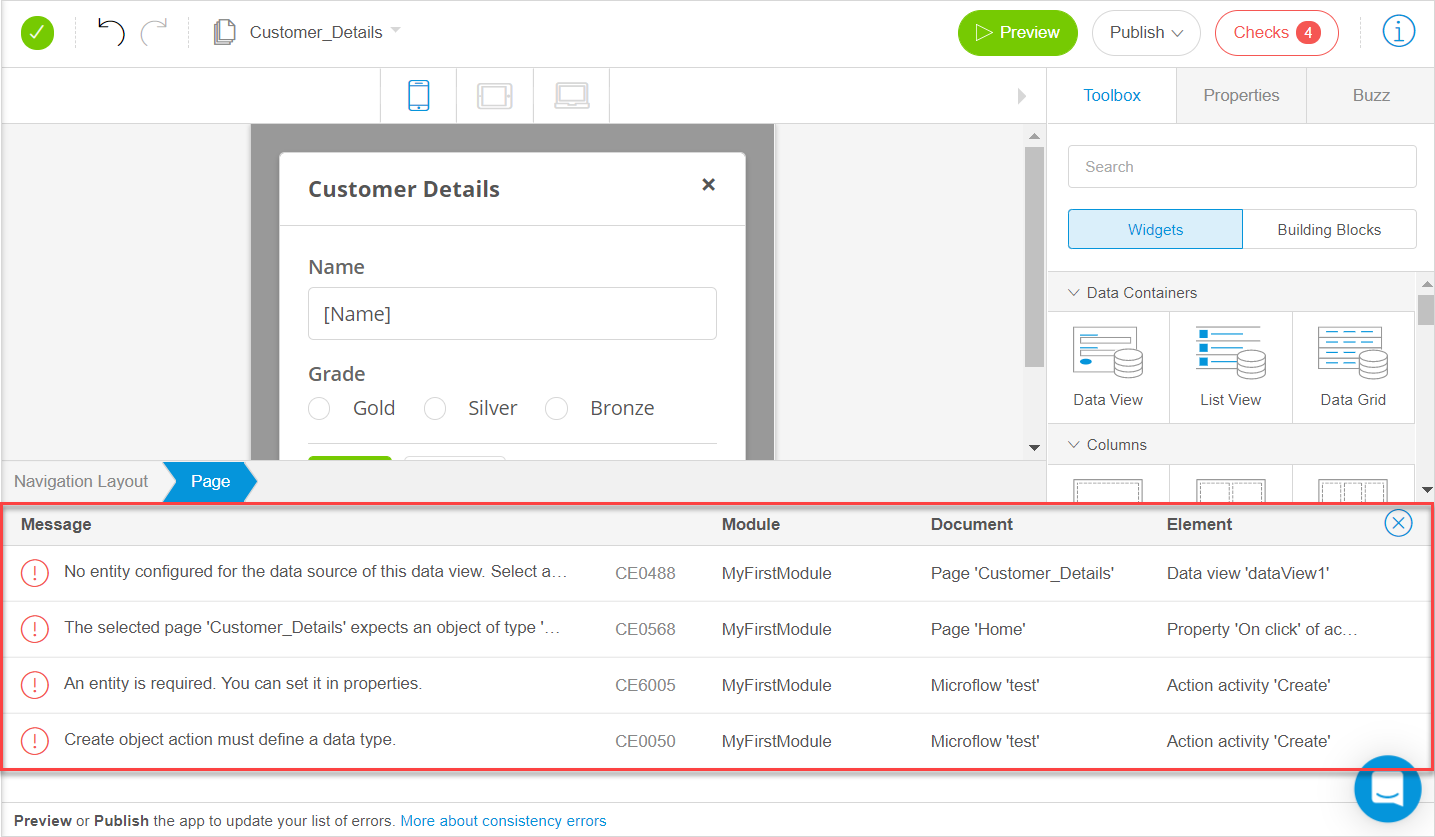 Customer_Details
Preview
Publish
Checks 4
Toolbox Properties Buzz
Search
Widgets Building Blocks
Data Containers
Data View List View Data Grid
Columns
Customer Details
Name
[Name]
Grade
Gold Silver Bronze
Navigation Layout Page
Message Module Document Element
No entity configured for the data source of this data view. Select a… CE0488 MyFirstModule Page 'Customer_Details' Data view 'dataView1'
The selected page 'Customer_Details' expects an object of type '… CE0568 MyFirstModule Page 'Home' Property 'On click' of ac…
An entity is required. You can set it in properties. CE6005 MyFirstModule Microflow 'test' Action activity 'Create'
Create object action must define a data type. CE0050 MyFirstModule Microflow 'test' Action activity 'Create'
Preview or Publish the app to update your list of errors. More about consistency errors